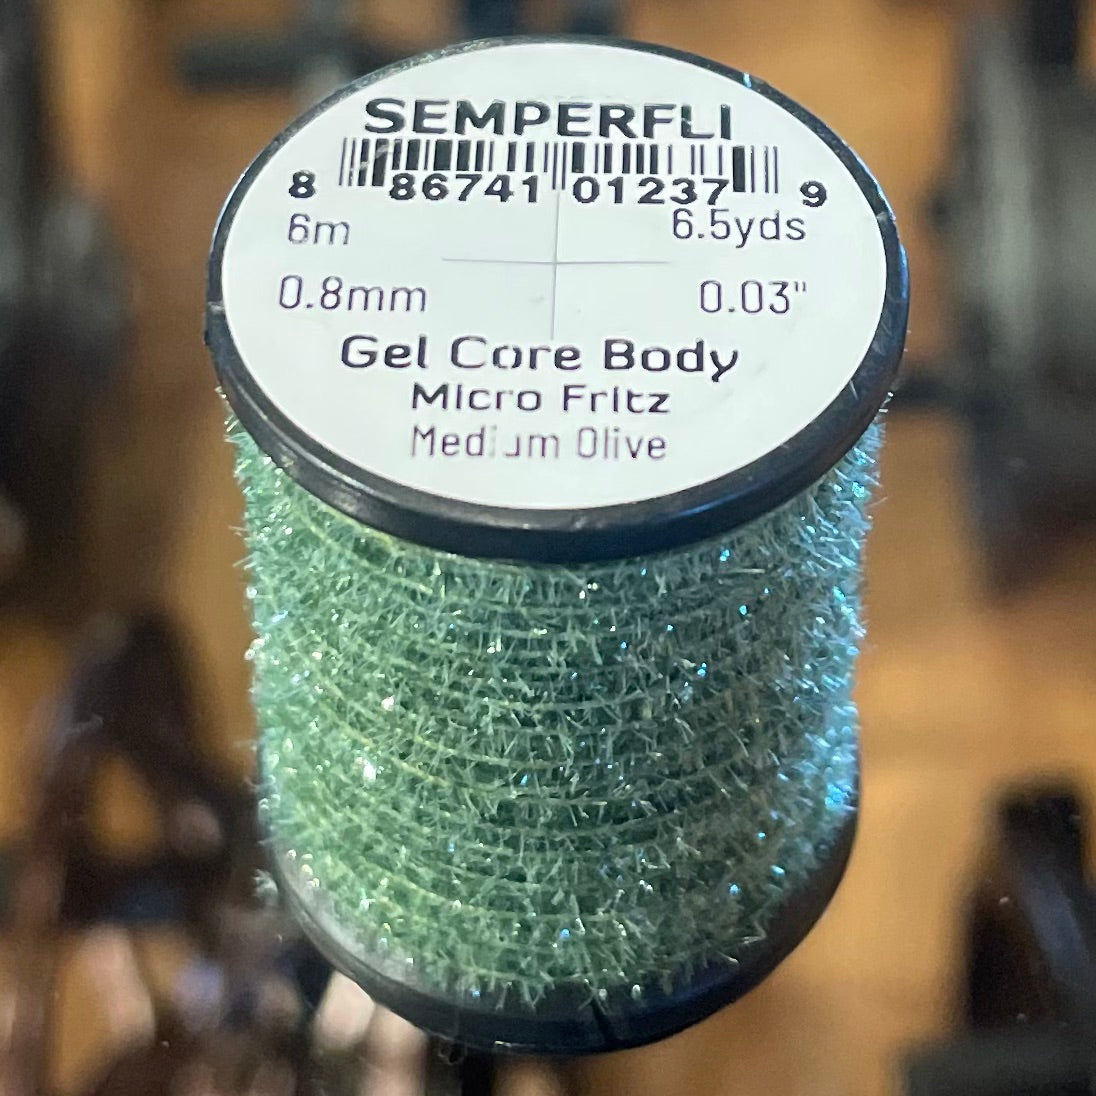 SEMPERFLI
8 86741 01237 9
6m 6.5yds
0.8mm 0.03"
Gel Core Body
Micro Fritz
Medium Olive